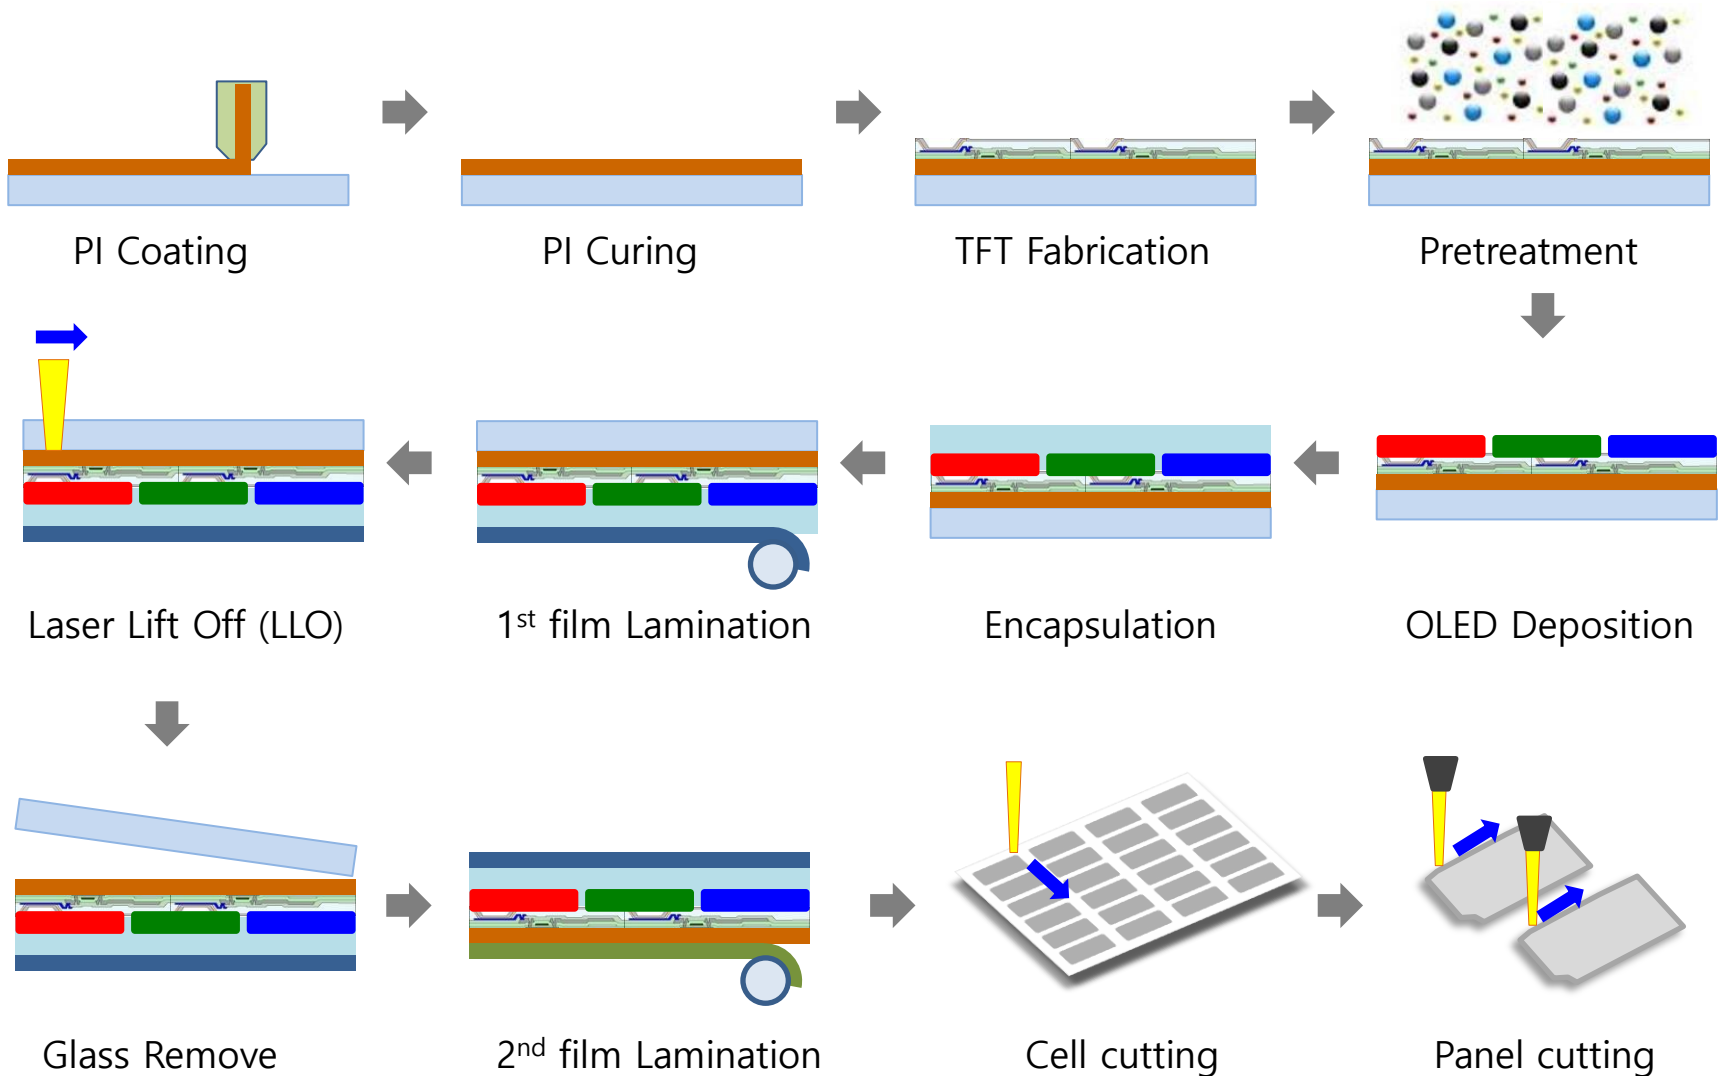 PI Coating
PI Curing
TFT Fabrication
Pretreatment
Laser Lift Off (LLO)
1st film Lamination
Encapsulation
OLED Deposition
Glass Remove
2nd film Lamination
Cell cutting
Panel cutting